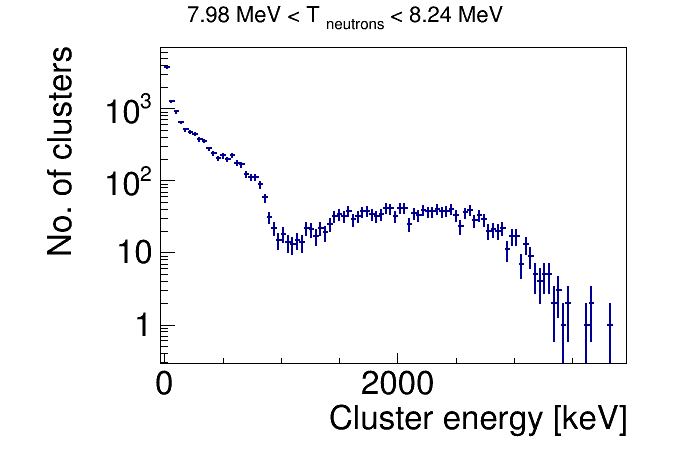 7.98 MeV < T neutrons < 8.24 MeV
No. of clusters
10³
10²
10
1
0 2000
Cluster energy [keV]